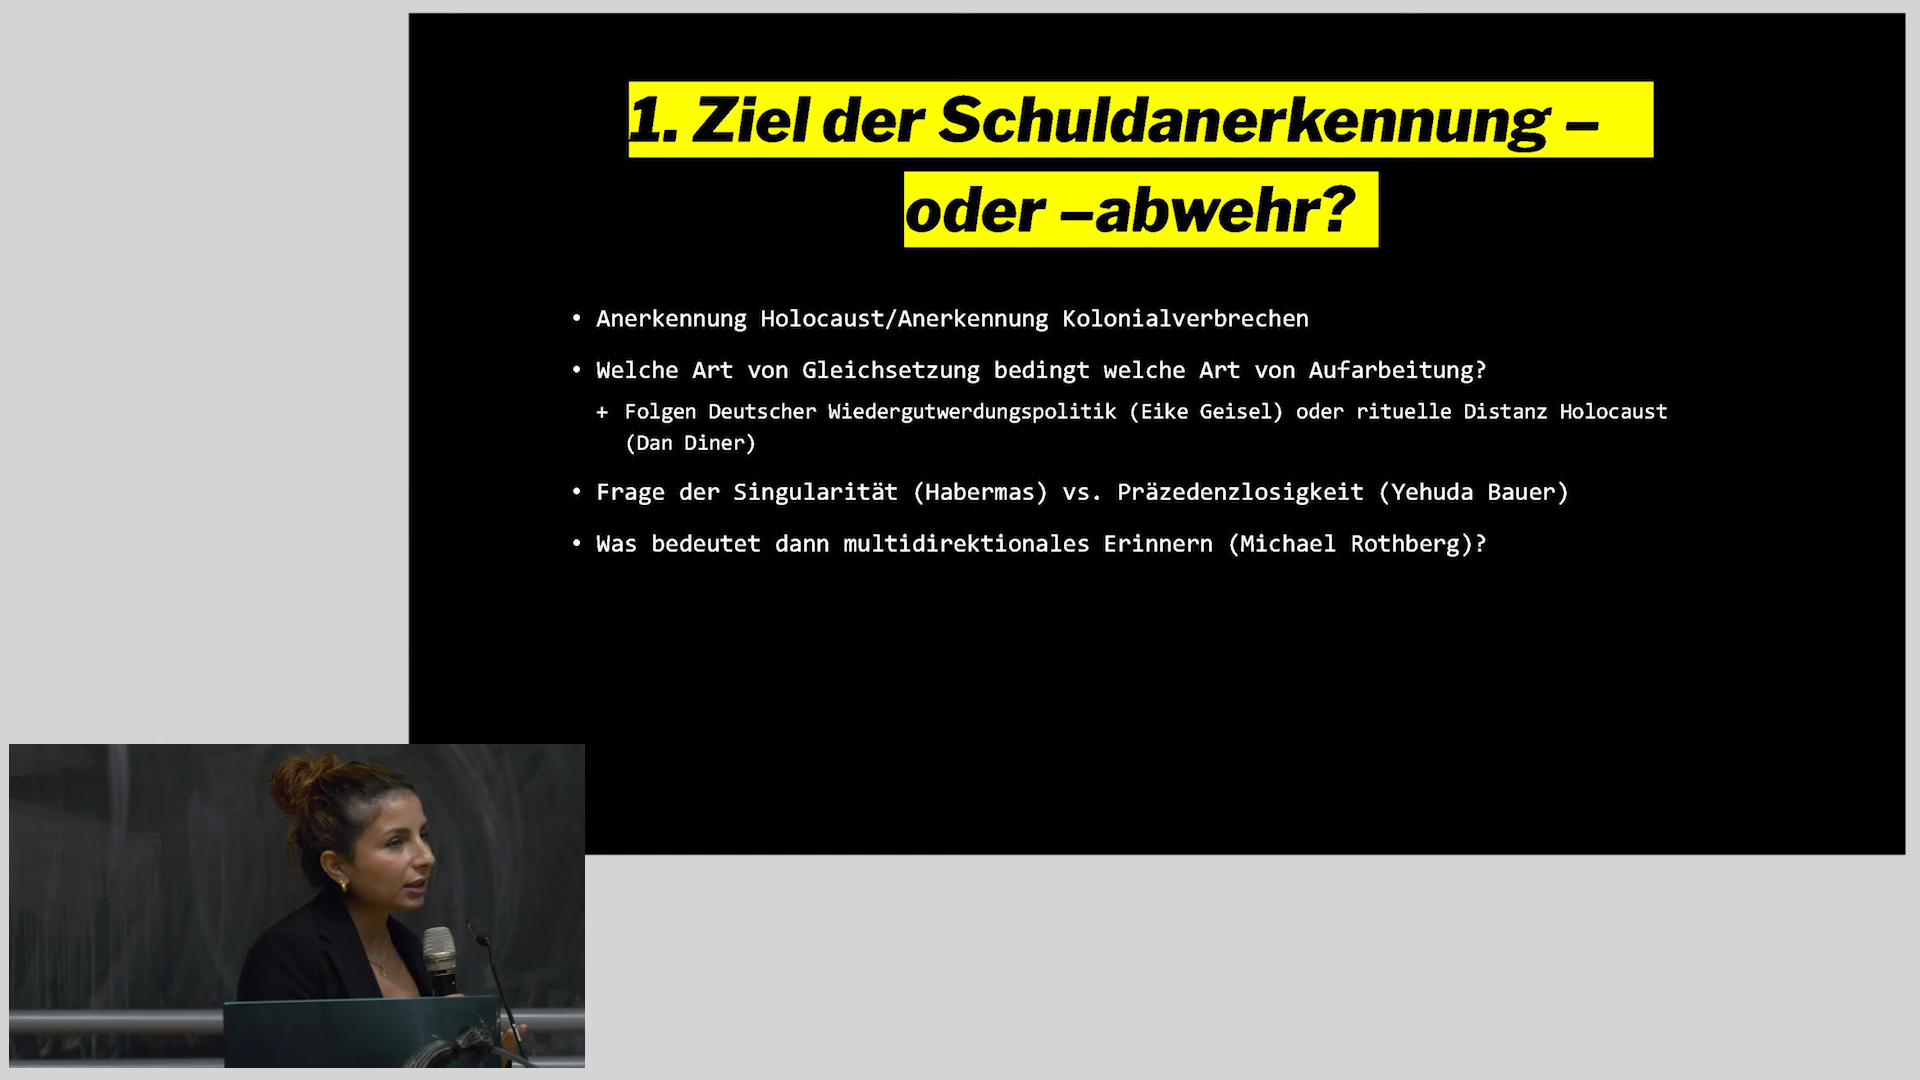 1. Ziel der Schuldanerkennung –
oder –abwehr?
• Anerkennung Holocaust/Anerkennung Kolonialverbrechen
• Welche Art von Gleichsetzung bedingt welche Art von Aufarbeitung?
+ Folgen Deutscher Wiedergutwerdungspolitik (Eike Geisel) oder rituelle Distanz Holocaust
(Dan Diner)
• Frage der Singularität (Habermas) vs. Präzedenzlosigkeit (Yehuda Bauer)
• Was bedeutet dann multidirektionales Erinnern (Michael Rothberg)?